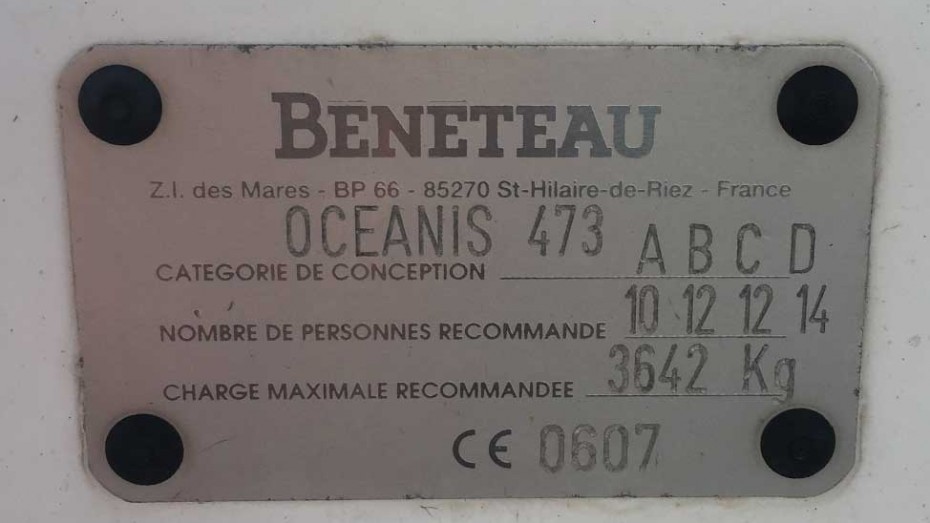 BENETEAU
Z.I. des Mares - BP 66 - 85270 St-Hilaire-de-Riez - France
OCEANIS 473
CATEGORIE DE CONCEPTION A B C D
NOMBRE DE PERSONNES RECOMMANDE 10 12 12 14
CHARGE MAXIMALE RECOMMANDEE 3642 Kg
CE 0607